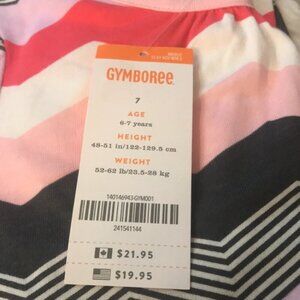 GYMBOREE
7
AGE
6-7 years
HEIGHT
48-51 in/122-129.5 cm
WEIGHT
52-62 lb/23.5-28 kg
140146943-GYM001
241541144
$21.95
$19.95